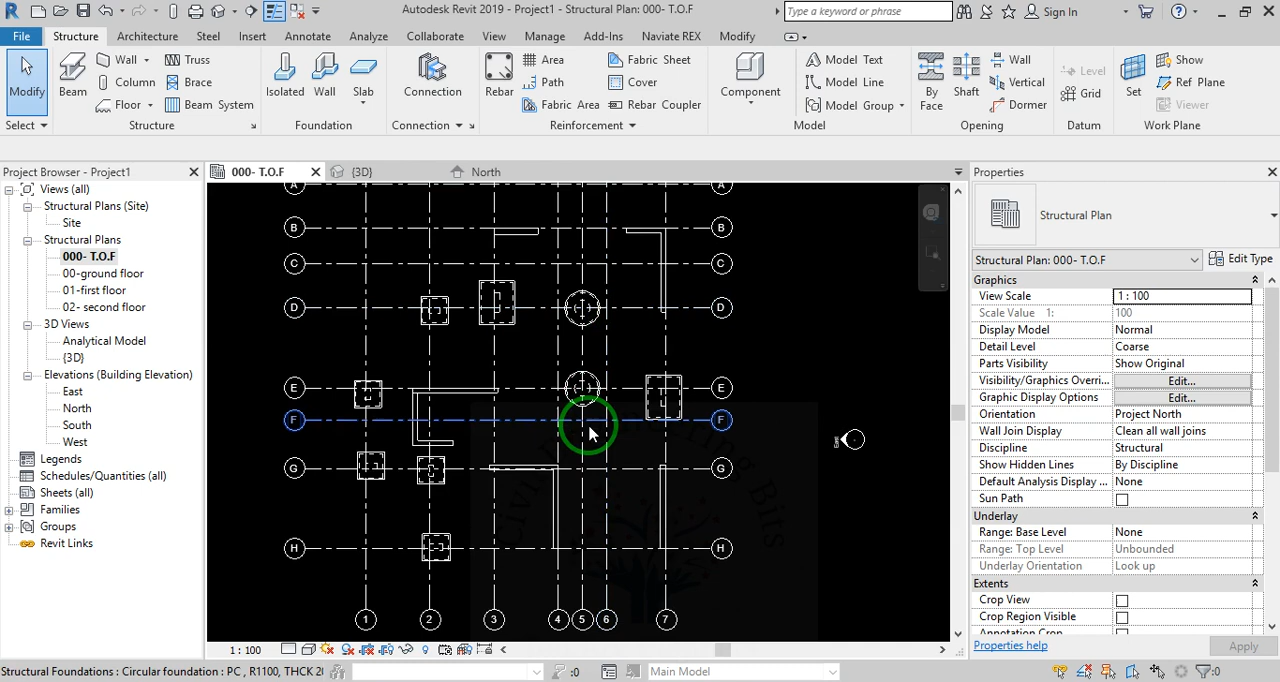 Autodesk Revit 2019 - Project1 - Structural Plan: 000- T.O.F
Type a keyword or phrase
Sign In
File Structure Architecture Steel Insert Annotate Analyze Collaborate View Manage Add-Ins Naviate REX Modify
Modify
Select
Beam
Wall
Column
Floor
Truss
Brace
Beam System
Structure
Isolated
Wall
Slab
Foundation
Connection
Connection
Rebar
Area
Path
Fabric Area
Fabric Sheet
Cover
Rebar Coupler
Reinforcement
Component
Model Text
Model Line
Model Group
Model
By Face
Shaft
Wall
Vertical
Dormer
Opening
Level
Grid
Datum
Set
Show
Ref Plane
Viewer
Work Plane
Project Browser - Project1
Views (all)
Structural Plans (Site)
Site
Structural Plans
000- T.O.F
00-ground floor
01-first floor
02- second floor
3D Views
Analytical Model
{3D}
Elevations (Building Elevation)
East
North
South
West
Legends
Schedules/Quantities (all)
Sheets (all)
Families
Groups
Revit Links
000- T.O.F
{3D}
North
A A
B B
C C
D D
E E
F F
G G
H H
1 2 3 4 5 6 7
East
1 : 100
Properties
Structural Plan
Structural Plan: 000- T.O.F
Edit Type
Graphics
View Scale 1 : 100
Scale Value 1: 100
Display Model Normal
Detail Level Coarse
Parts Visibility Show Original
Visibility/Graphics Overri... Edit...
Graphic Display Options Edit...
Orientation Project North
Wall Join Display Clean all wall joins
Discipline Structural
Show Hidden Lines By Discipline
Default Analysis Display ... None
Sun Path
Underlay
Range: Base Level None
Range: Top Level Unbounded
Underlay Orientation Look up
Extents
Crop View
Crop Region Visible
Annotation Crop
Properties help
Apply
Structural Foundations : Circular foundation : PC , R1100, THCK 2
:0
Main Model
:0